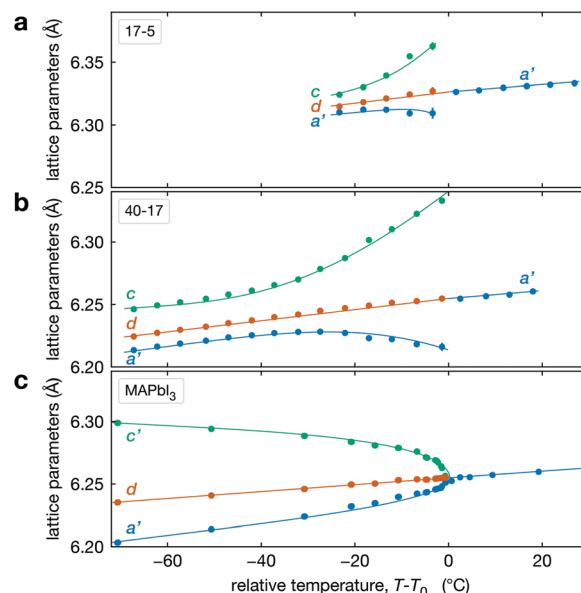 a
17-5
lattice parameters (Å)
6.35
6.30
6.25
c
d
a'
a'
b
40-17
lattice parameters (Å)
6.30
6.25
6.20
c
d
a'
a'
c
MAPbI₃
lattice parameters (Å)
6.30
6.25
6.20
c'
d
a'
−60 −40 −20 0 20
relative temperature, T-T₀ (°C)